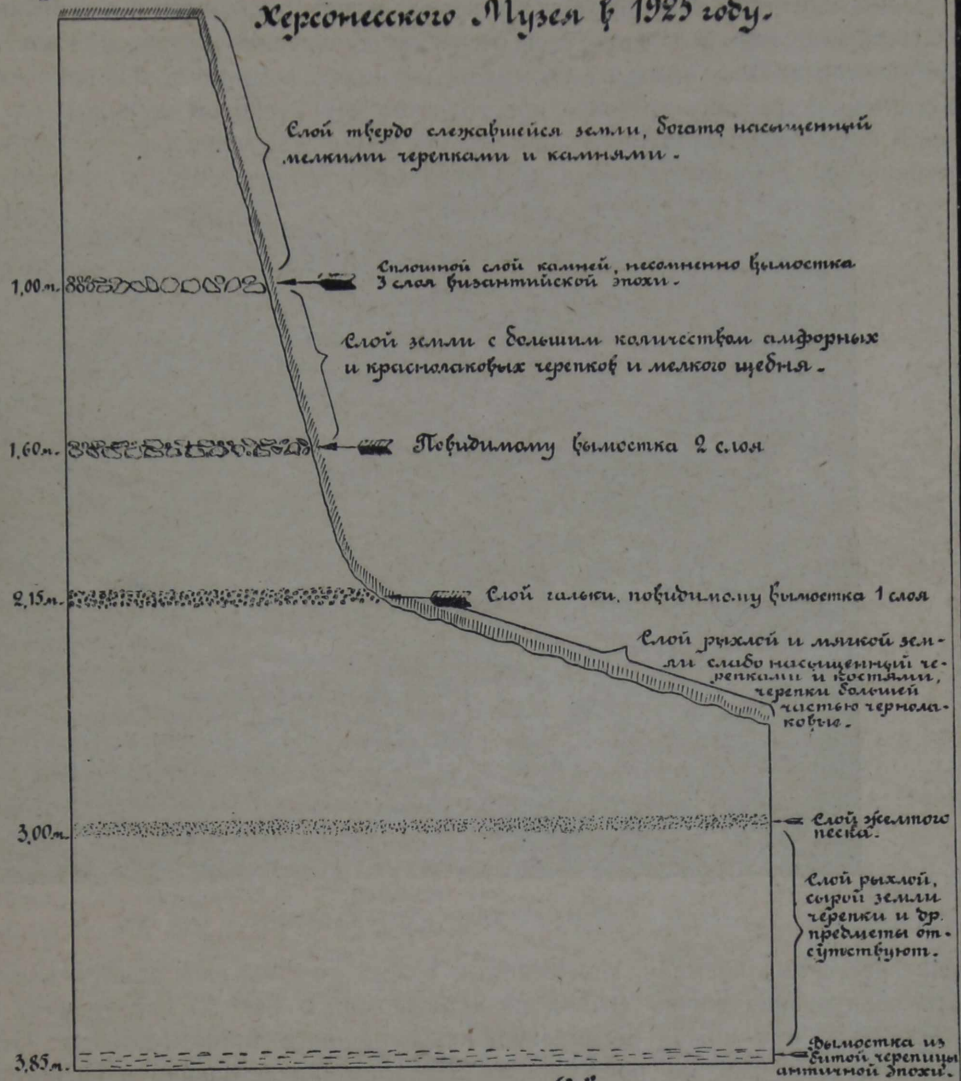 Херсонесского Музея в 1925 году.
Слой твердо слежавшейся земли, богато насыщенный
мелкими черепками и камнями.
1,00 м.
Сплошной слой камней, несомненно вымостка
3 слоя византийской эпохи.
Слой земли с большим количеством амфорных
и краснолаковых черепков и мелкого щебня.
1,60 м.
Повидимому вымостка 2 слоя
2,15 м.
Слой гальки, повидимому вымостка 1 слоя
Слой рыхлой и мягкой зем-
ли слабо насыщенный че-
репками и костями,
черепки большей
частью чернола-
ковые.
3,00 м.
Слой желтого
песка.
Слой рыхлой,
сырой земли
черепки и др.
предметы от-
сутствуют.
3,85 м.
Вымостка из
битой черепицы
античной эпохи.